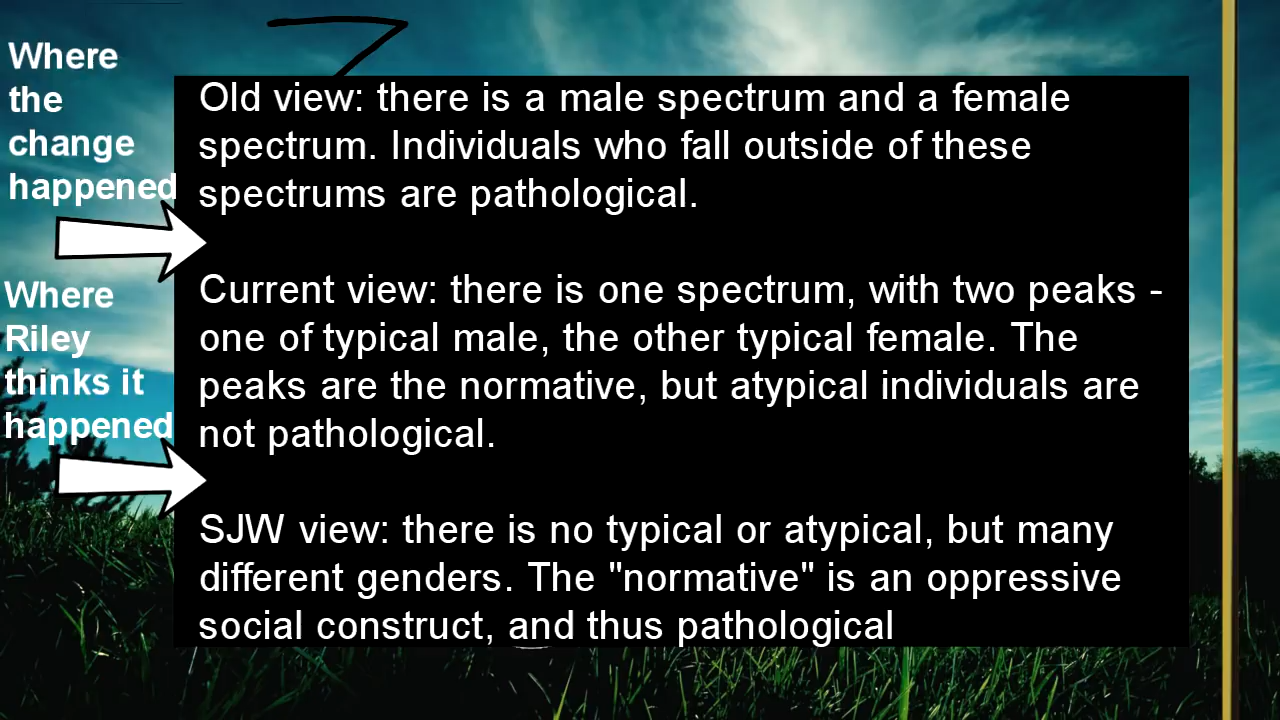 Where
the
change
happened
Where
Riley
thinks it
happened
Old view: there is a male spectrum and a female
spectrum. Individuals who fall outside of these
spectrums are pathological.
Current view: there is one spectrum, with two peaks -
one of typical male, the other typical female. The
peaks are the normative, but atypical individuals are
not pathological.
SJW view: there is no typical or atypical, but many
different genders. The "normative" is an oppressive
social construct, and thus pathological